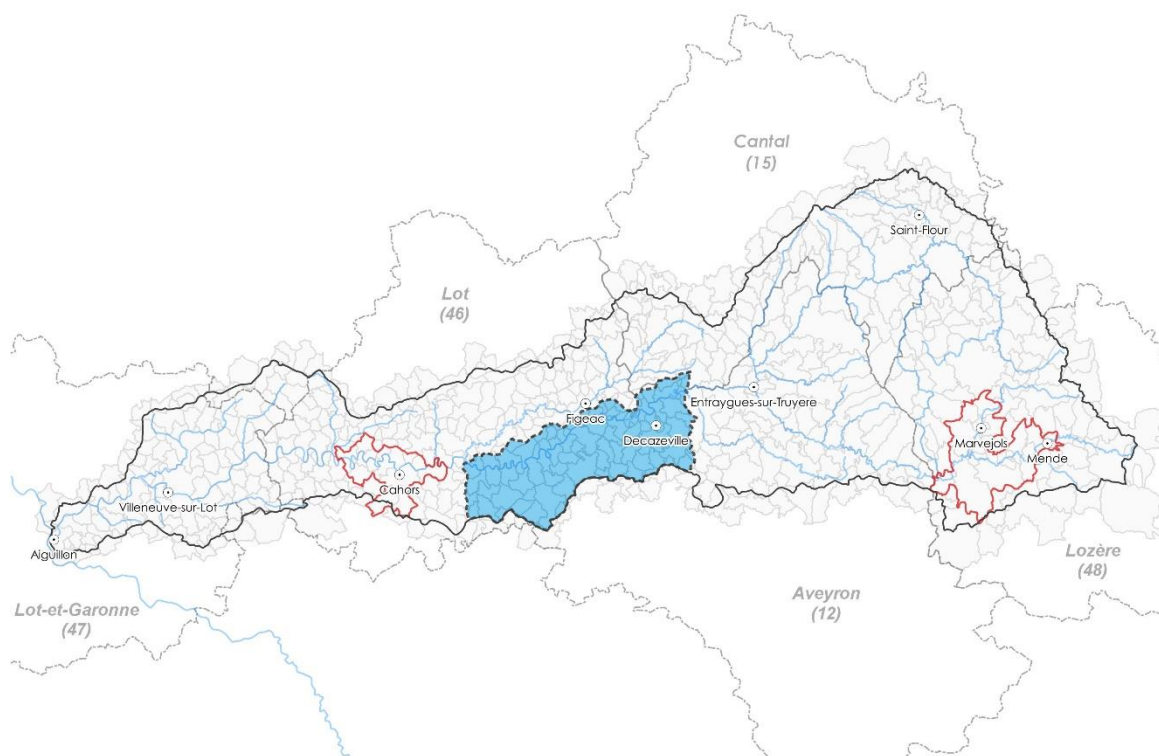 Cantal
(15)
Saint-Flour
Lot
(46)
Entraygues-sur-Truyere
Figeac
Decazeville
Marvejols
Mende
Cahors
Villeneuve-sur-Lot
Aiguillon
Lozère
(48)
Aveyron
(12)
Lot-et-Garonne
(47)